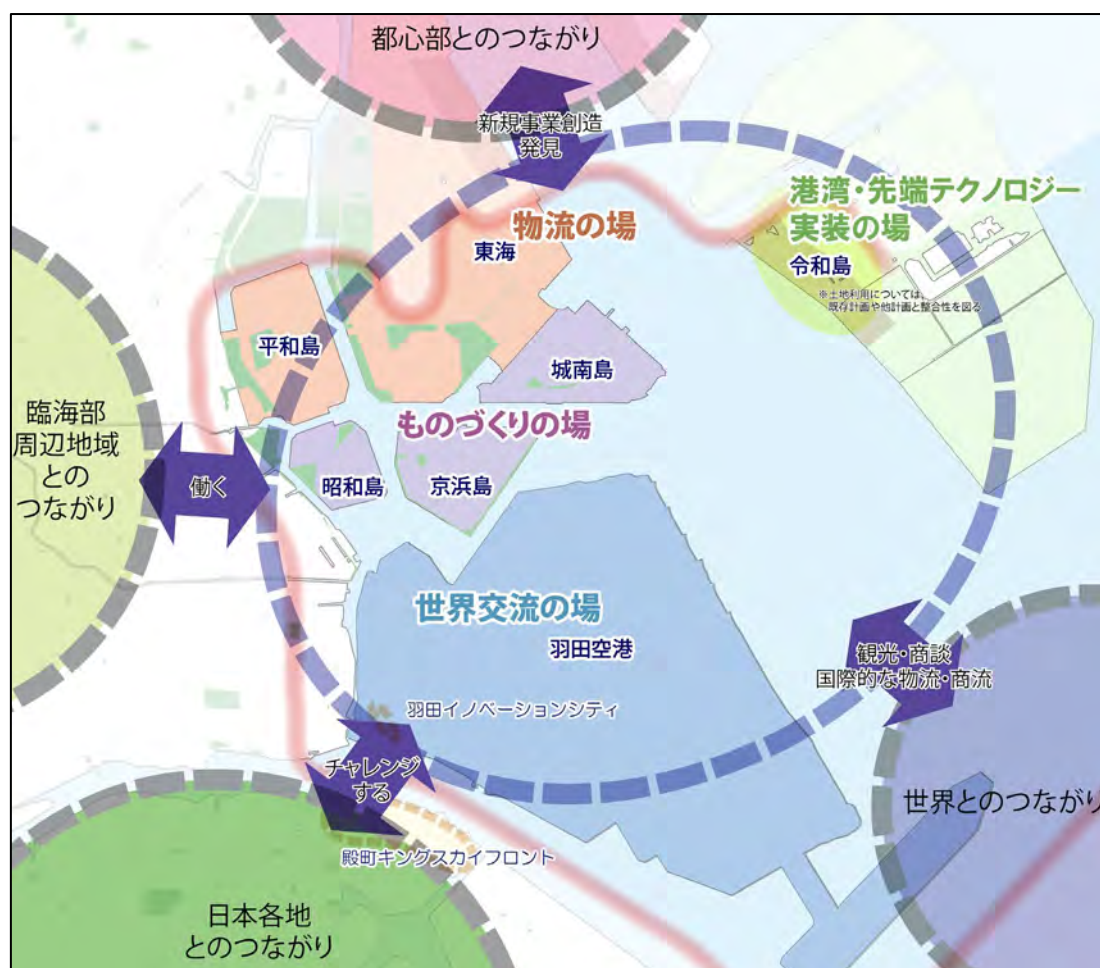 都心部とのつながり
新規事業創造
発見
港湾・先端テクノロジー
実装の場
物流の場
東海
令和島
※土地利用については、
既存計画や他計画と整合性を図る
平和島
城南島
ものづくりの場
臨海部
周辺地域
との
つながり
働く
昭和島
京浜島
世界交流の場
羽田空港
観光・商談
国際的な物流・商流
羽田イノベーションシティ
チャレンジ
する
世界とのつながり
殿町キングスカイフロント
日本各地
とのつながり